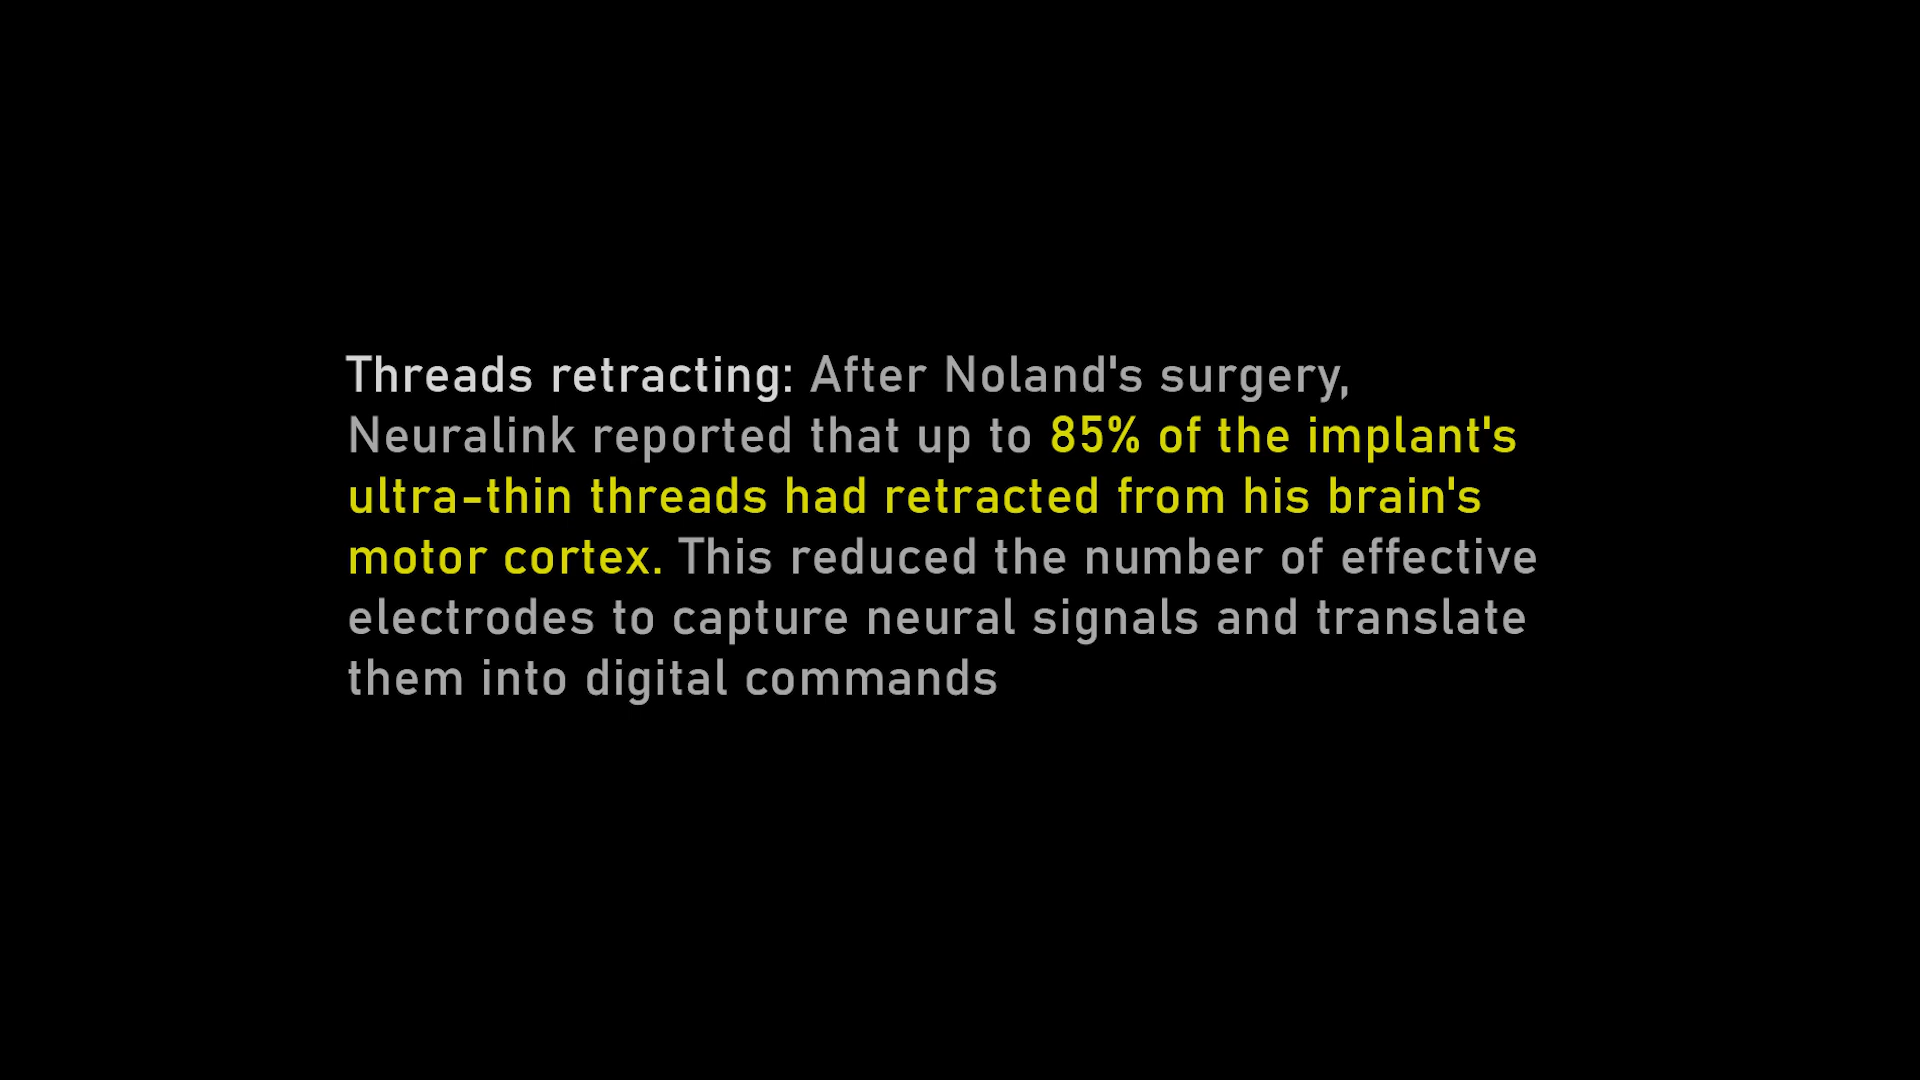 Threads retracting: After Noland's surgery,
Neuralink reported that up to 85% of the implant's
ultra-thin threads had retracted from his brain's
motor cortex. This reduced the number of effective
electrodes to capture neural signals and translate
them into digital commands